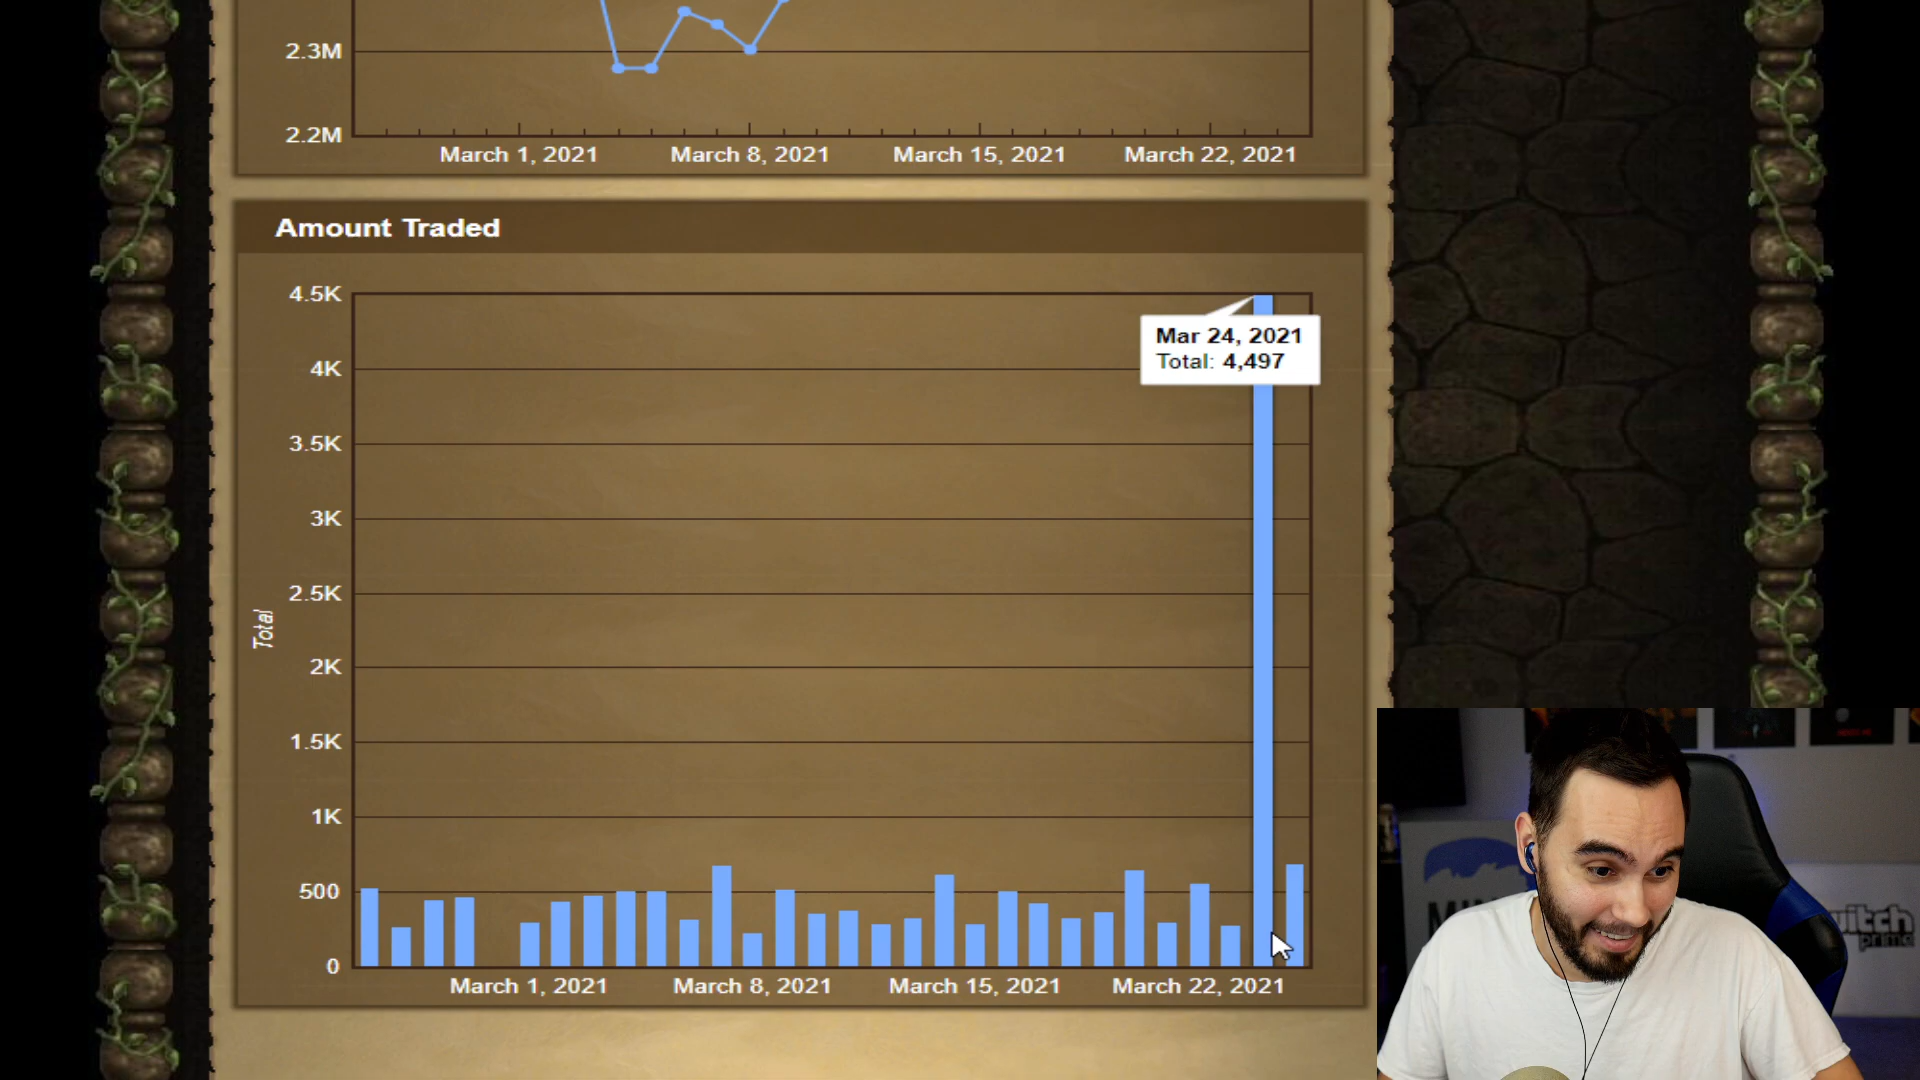 2.3M
2.2M
March 1, 2021 March 8, 2021 March 15, 2021 March 22, 2021
Amount Traded
4.5K
Mar 24, 2021
Total: 4,497
4K
3.5K
3K
2.5K
Total
2K
1.5K
1K
500
0
March 1, 2021 March 8, 2021 March 15, 2021 March 22, 2021
prime